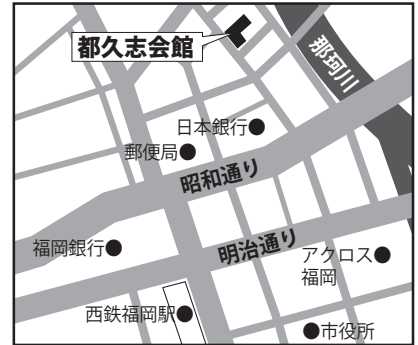 都久志会館
那珂川
日本銀行
郵便局
昭和通り
福岡銀行
明治通り
アクロス
福岡
西鉄福岡駅
市役所